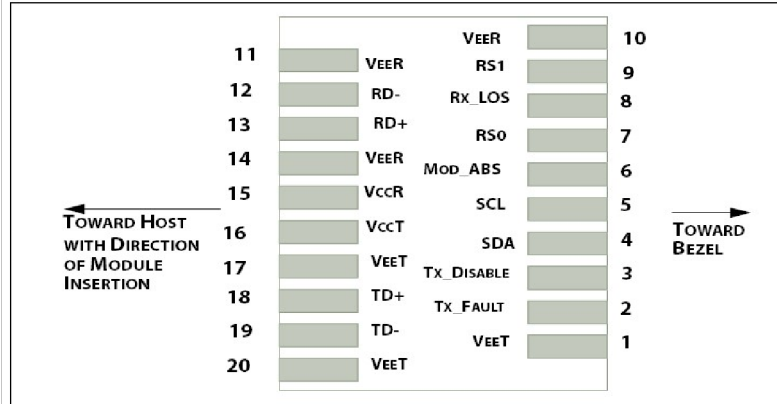 11 VEER
12 RD-
13 RD+
14 VEER
15 VCCR
16 VCCT
17 VEET
18 TD+
19 TD-
20 VEET
VEER 10
RS1 9
RX_LOS 8
RS0 7
MOD_ABS 6
SCL 5
SDA 4
TX_DISABLE 3
TX_FAULT 2
VEET 1
TOWARD HOST
WITH DIRECTION
OF MODULE
INSERTION
TOWARD
BEZEL